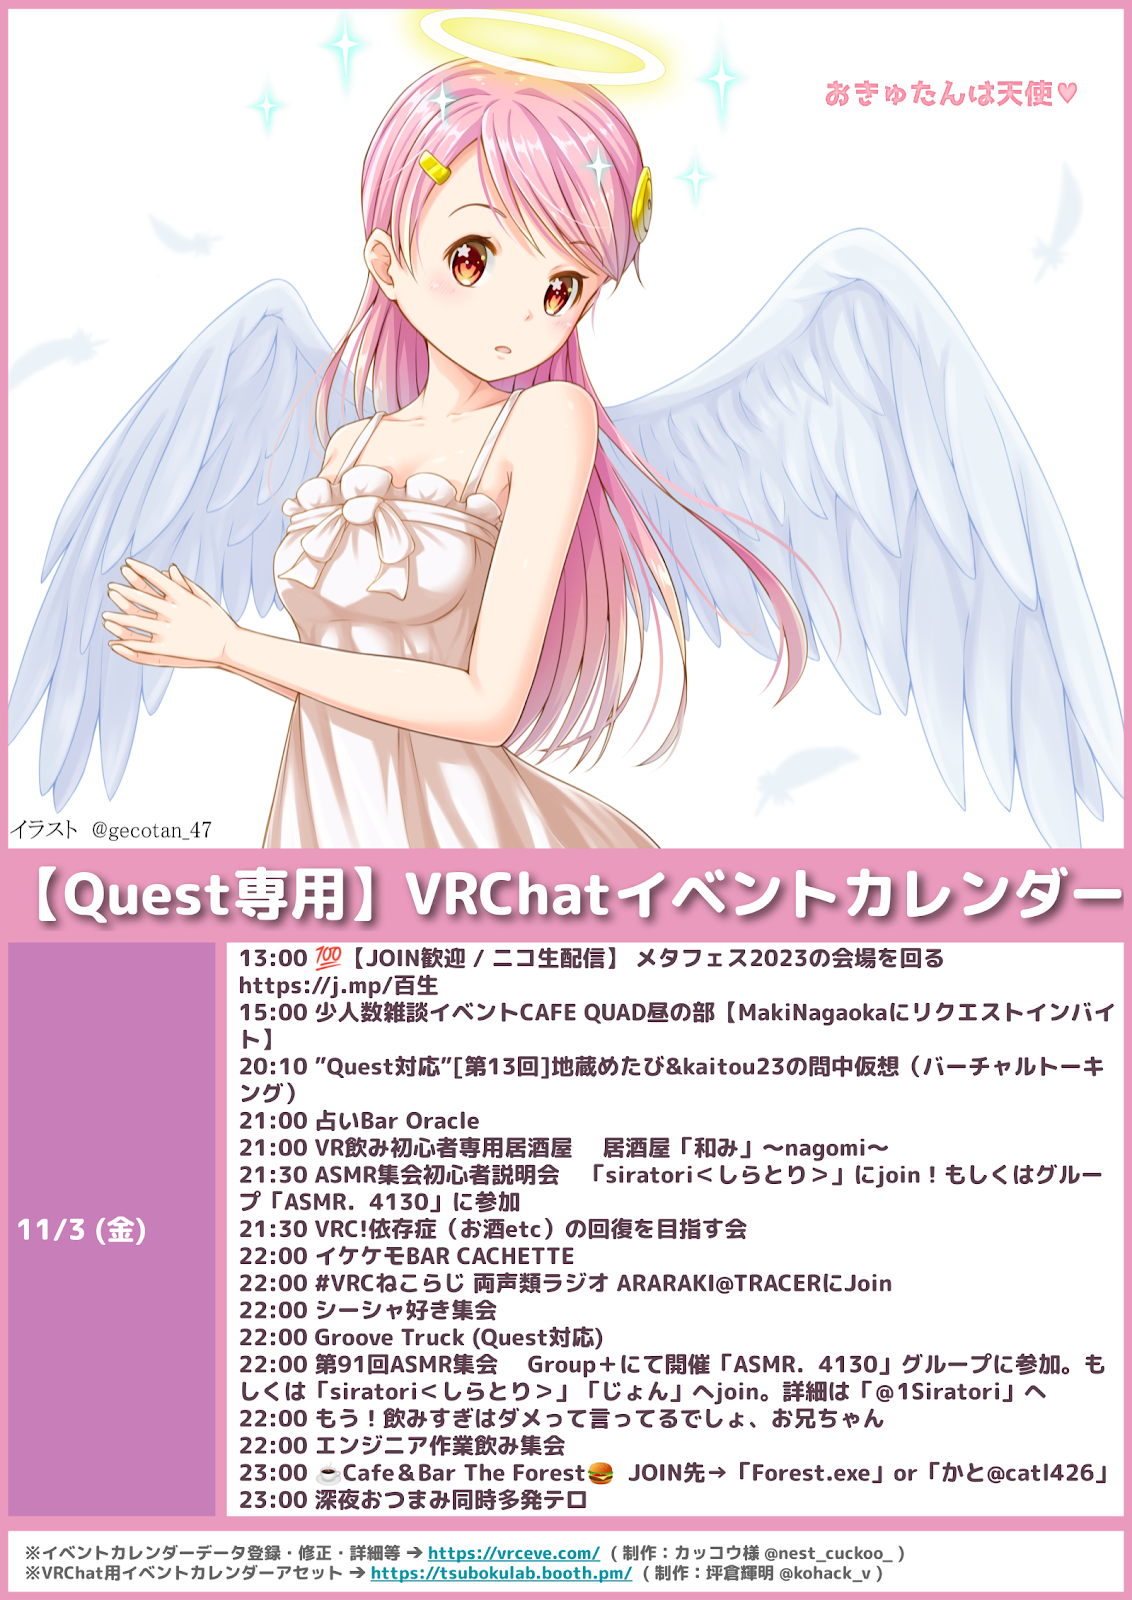 おきゅたんは天使♥
イラスト @gecotan_47
【Quest専用】VRChatイベントカレンダー
11/3 (金)
13:00 💯【JOIN歓迎 / ニコ生配信】 メタフェス2023の会場を回る
https://j.mp/百生
15:00 少人数雑談イベントCAFE QUAD昼の部【MakiNagaokaにリクエストインバイ
ト】
20:10 ”Quest対応”[第13回]地蔵めたび&kaitou23の問中仮想（バーチャルトーキ
ング）
21:00 占いBar Oracle
21:00 VR飲み初心者専用居酒屋　居酒屋「和み」～nagomi～
21:30 ASMR集会初心者説明会　「siratori＜しらとり＞」にjoin！もしくはグルー
プ「ASMR．4130」に参加
21:30 VRC!依存症（お酒etc）の回復を目指す会
22:00 イケケモBAR CACHETTE
22:00 #VRCねこらじ 両声類ラジオ ARARAKI@TRACERにJoin
22:00 シーシャ好き集会
22:00 Groove Truck (Quest対応)
22:00 第91回ASMR集会　Group＋にて開催「ASMR．4130」グループに参加。も
しくは「siratori＜しらとり＞」「じょん」へjoin。詳細は「@1Siratori」へ
22:00 もう！飲みすぎはダメって言ってるでしょ、お兄ちゃん
22:00 エンジニア作業飲み集会
23:00 ☕Cafe＆Bar The Forest🍔 JOIN先→「Forest.exe」or「かと@catl426」
23:00 深夜おつまみ同時多発テロ
※イベントカレンダーデータ登録・修正・詳細等 ➔ https://vrceve.com/ （ 制作：カッコウ様 @nest_cuckoo_ ）
※VRChat用イベントカレンダーアセット ➔ https://tsubokulab.booth.pm/ （ 制作：坪倉輝明 @kohack_v ）